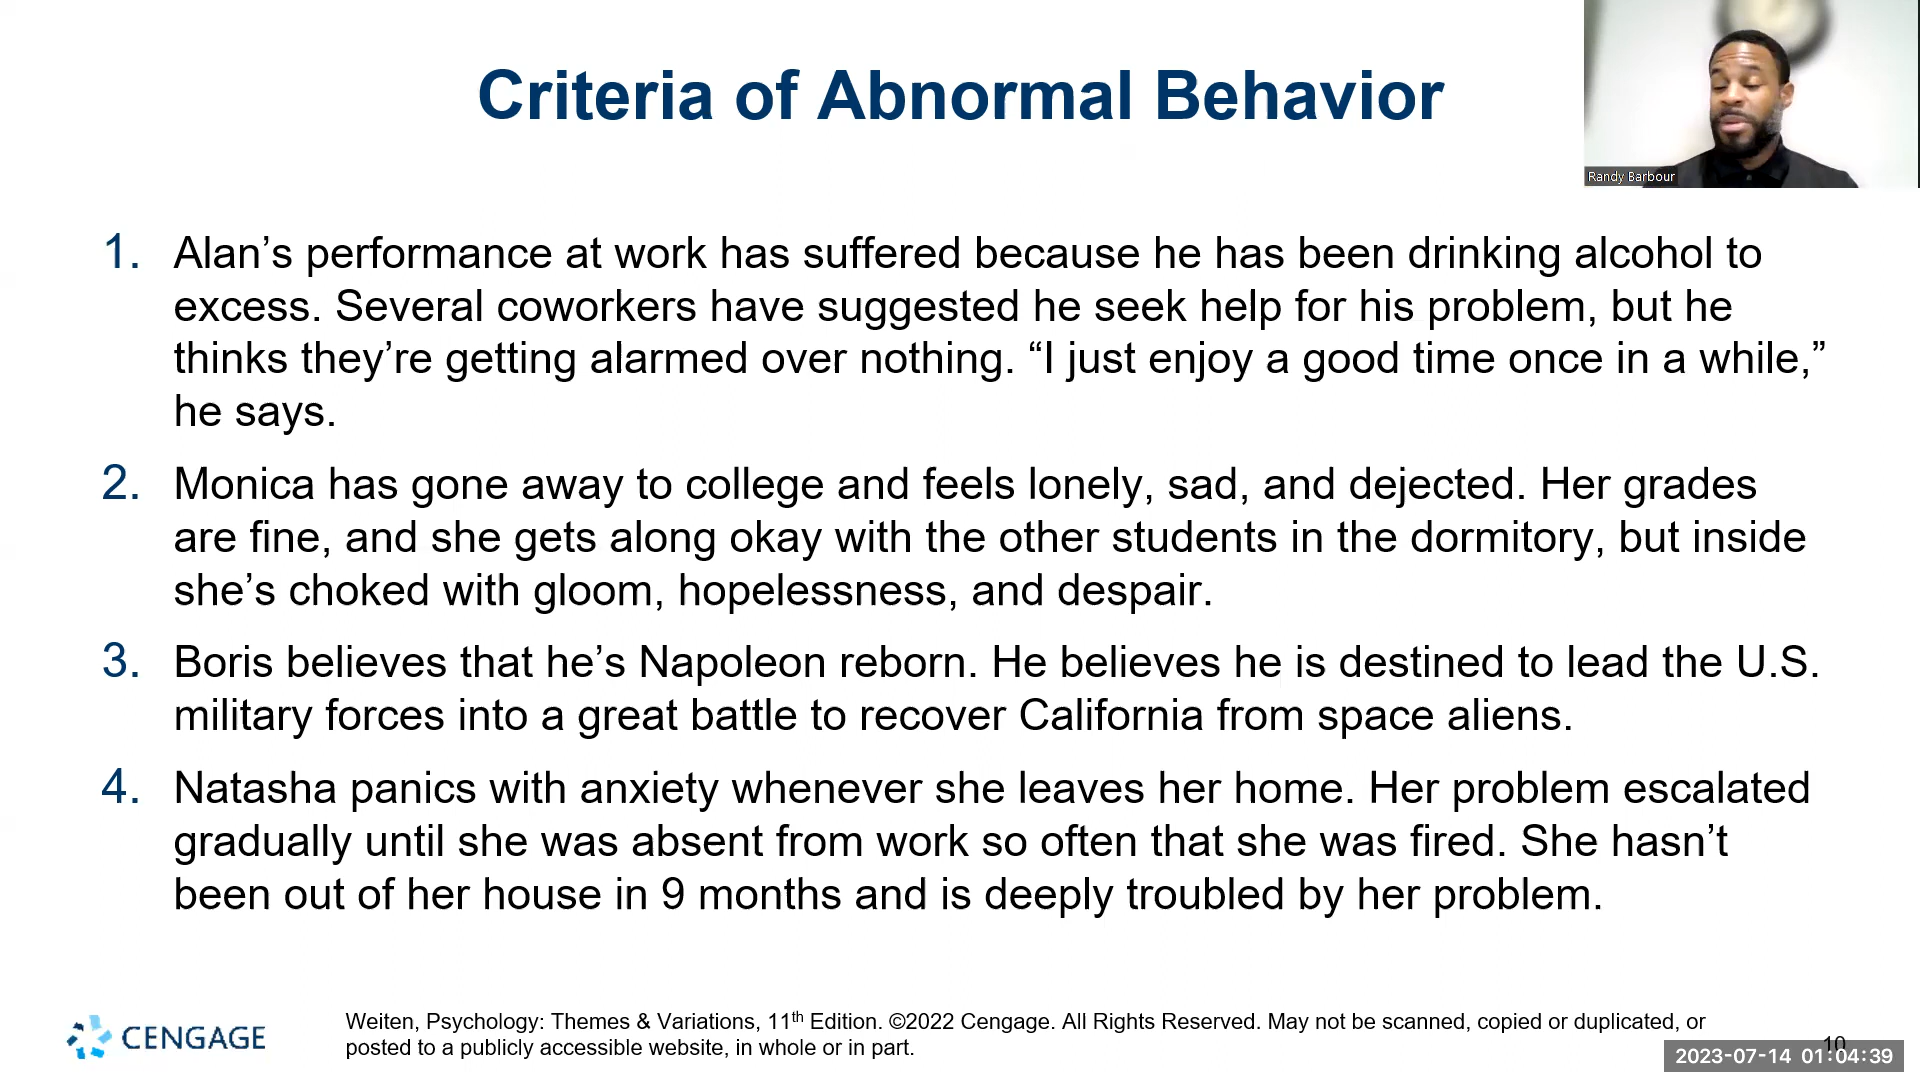 Criteria of Abnormal Behavior
Randy Barbour
1. Alan’s performance at work has suffered because he has been drinking alcohol to
excess. Several coworkers have suggested he seek help for his problem, but he
thinks they’re getting alarmed over nothing. “I just enjoy a good time once in a while,”
he says.
2. Monica has gone away to college and feels lonely, sad, and dejected. Her grades
are fine, and she gets along okay with the other students in the dormitory, but inside
she’s choked with gloom, hopelessness, and despair.
3. Boris believes that he’s Napoleon reborn. He believes he is destined to lead the U.S.
military forces into a great battle to recover California from space aliens.
4. Natasha panics with anxiety whenever she leaves her home. Her problem escalated
gradually until she was absent from work so often that she was fired. She hasn’t
been out of her house in 9 months and is deeply troubled by her problem.
CENGAGE
Weiten, Psychology: Themes & Variations, 11th Edition. ©2022 Cengage. All Rights Reserved. May not be scanned, copied or duplicated, or
posted to a publicly accessible website, in whole or in part.
10
2023-07-14 01:04:39